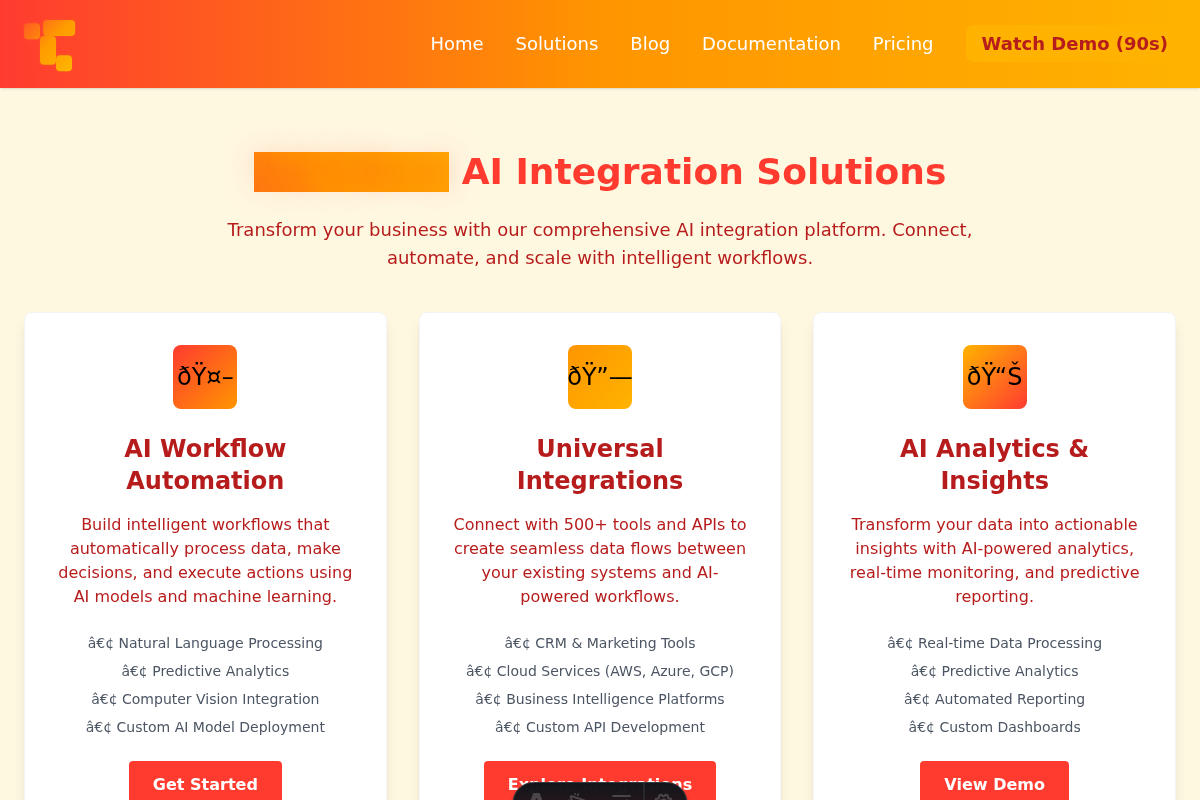 Home Solutions Blog Documentation Pricing Watch Demo (90s)
AI Integration Solutions
Transform your business with our comprehensive AI integration platform. Connect,
automate, and scale with intelligent workflows.
ðŸ¤–
AI Workflow
Automation
Build intelligent workflows that
automatically process data, make
decisions, and execute actions using
AI models and machine learning.
â€¢ Natural Language Processing
â€¢ Predictive Analytics
â€¢ Computer Vision Integration
â€¢ Custom AI Model Deployment
Get Started
ðŸ”—
Universal
Integrations
Connect with 500+ tools and APIs to
create seamless data flows between
your existing systems and AI-
powered workflows.
â€¢ CRM & Marketing Tools
â€¢ Cloud Services (AWS, Azure, GCP)
â€¢ Business Intelligence Platforms
â€¢ Custom API Development
Explore Integrations
ðŸ“Š
AI Analytics &
Insights
Transform your data into actionable
insights with AI-powered analytics,
real-time monitoring, and predictive
reporting.
â€¢ Real-time Data Processing
â€¢ Predictive Analytics
â€¢ Automated Reporting
â€¢ Custom Dashboards
View Demo